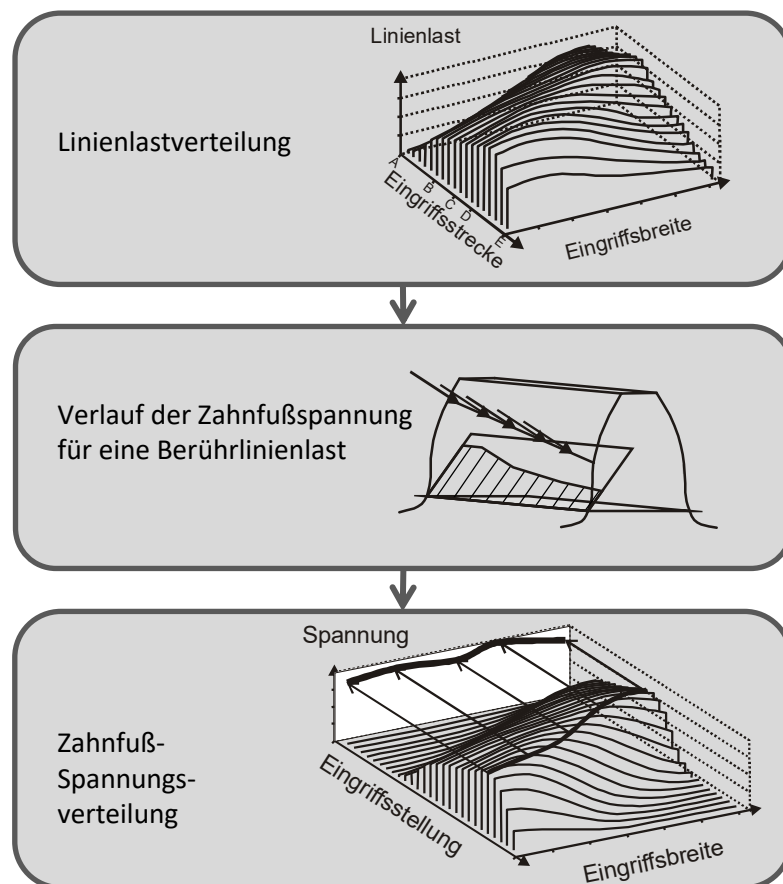 Linienlastverteilung
Linienlast
A
B
C
D
E
Eingriffsstrecke
Eingriffsbreite
Verlauf der Zahnfußspannung
für eine Berührlinienlast
Zahnfuß-
Spannungs-
verteilung
Spannung
Eingriffsstellung
Eingriffsbreite